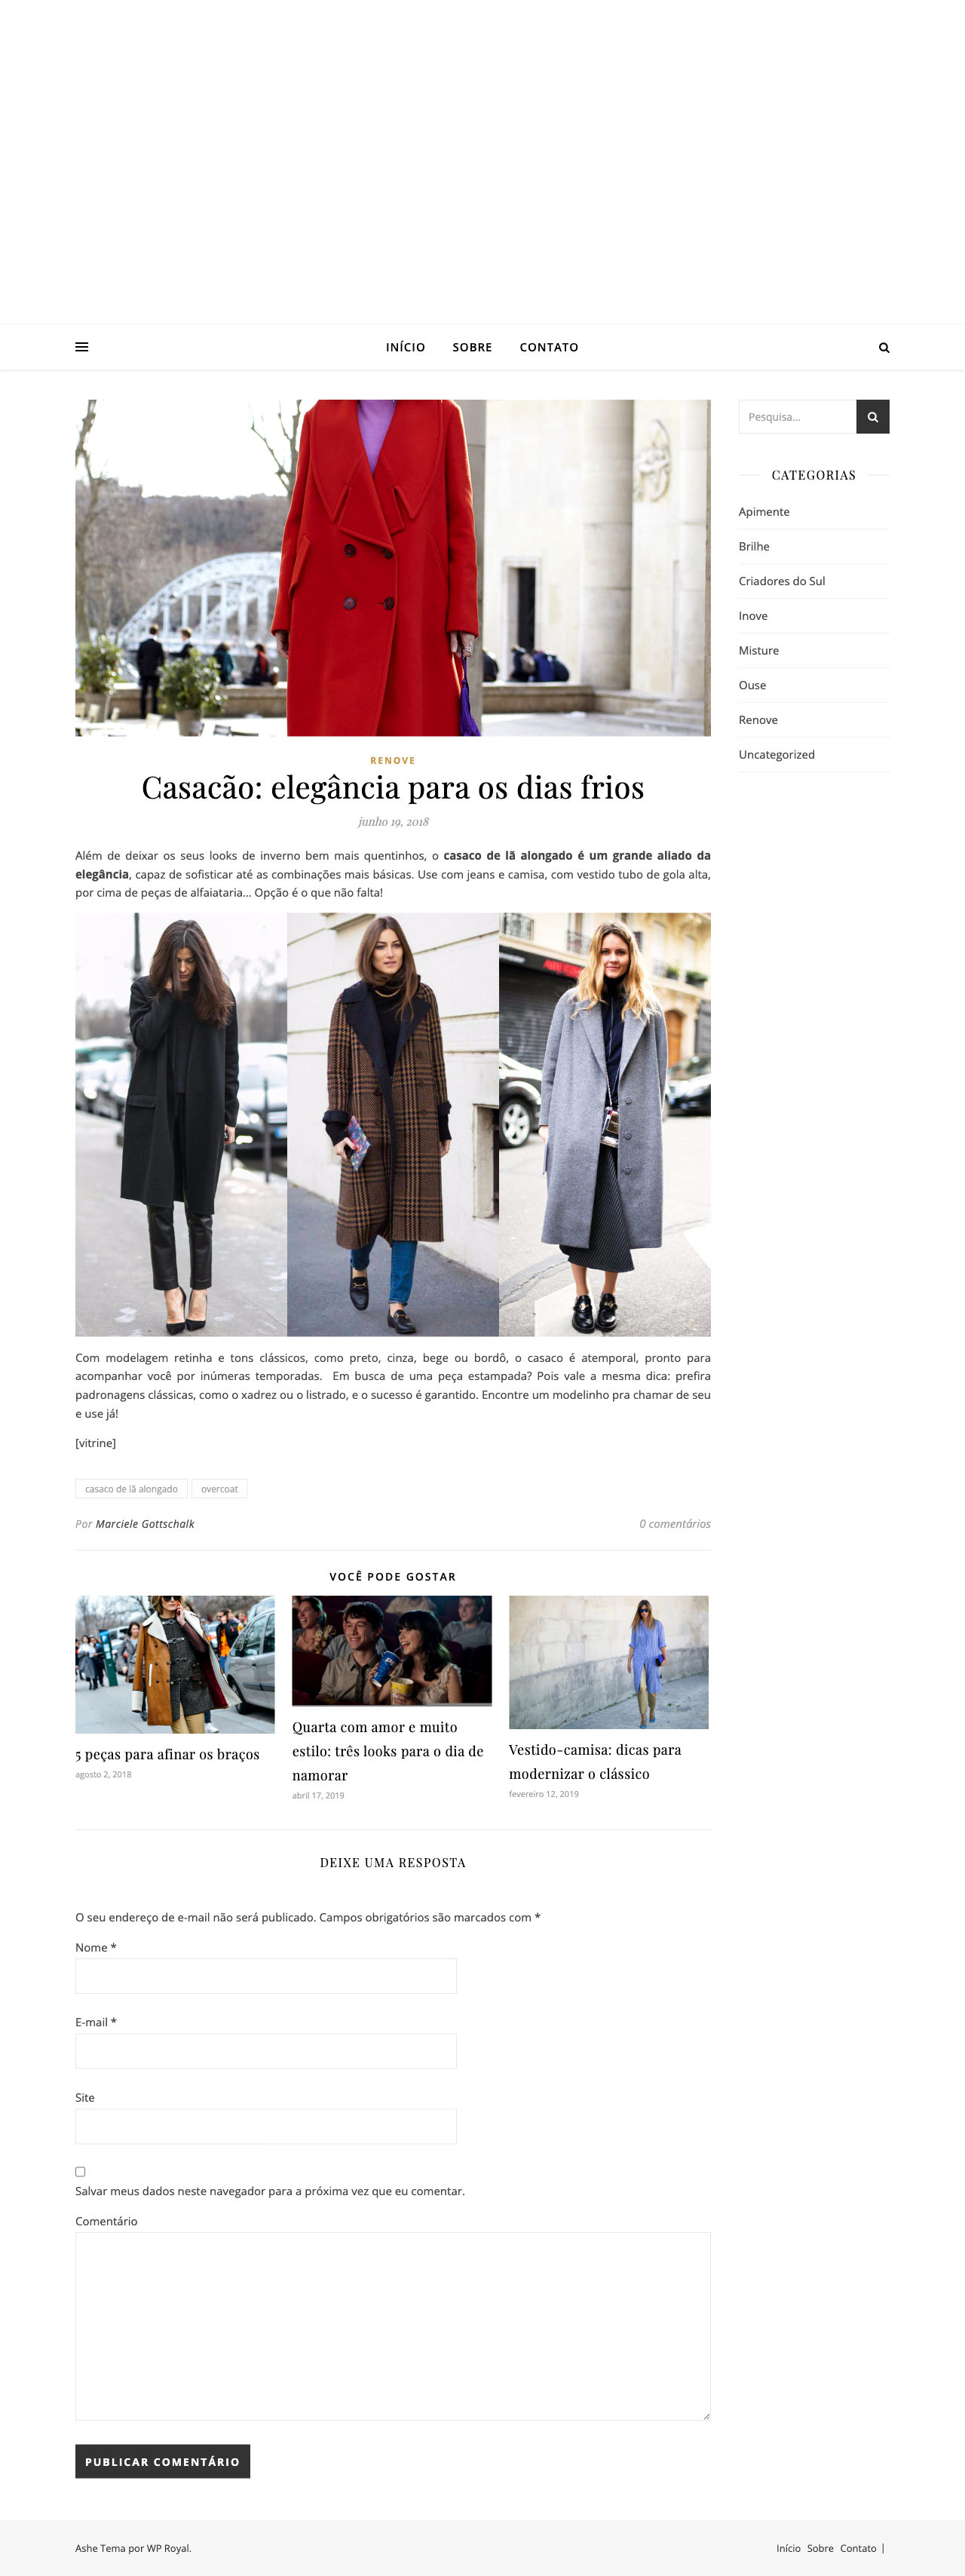 INÍCIO SOBRE CONTATO
Pesquisa...
CATEGORIAS
Apimente
Brilhe
Criadores do Sul
Inove
Misture
Ouse
Renove
Uncategorized
RENOVE
Casacão: elegância para os dias frios
junho 19, 2018
Além de deixar os seus looks de inverno bem mais quentinhos, o casaco de lã alongado é um grande aliado da
elegância, capaz de sofisticar até as combinações mais básicas. Use com jeans e camisa, com vestido tubo de gola alta,
por cima de peças de alfaiataria... Opção é o que não falta!
Com modelagem retinha e tons clássicos, como preto, cinza, bege ou bordô, o casaco é atemporal, pronto para
acompanhar você por inúmeras temporadas. Em busca de uma peça estampada? Pois vale a mesma dica: prefira
padronagens clássicas, como o xadrez ou o listrado, e o sucesso é garantido. Encontre um modelinho pra chamar de seu
e use já!
[vitrine]
casaco de lã alongado overcoat
Por Marciele Gottschalk
0 comentários
VOCÊ PODE GOSTAR
5 peças para afinar os braços
agosto 2, 2018
Quarta com amor e muito
estilo: três looks para o dia de
namorar
abril 17, 2019
Vestido-camisa: dicas para
modernizar o clássico
fevereiro 12, 2019
DEIXE UMA RESPOSTA
O seu endereço de e-mail não será publicado. Campos obrigatórios são marcados com *
Nome *
E-mail *
Site
Salvar meus dados neste navegador para a próxima vez que eu comentar.
Comentário
PUBLICAR COMENTÁRIO
Ashe Tema por WP Royal.
Início Sobre Contato |